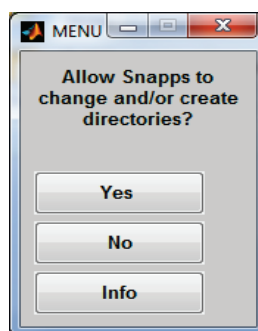 MENU
Allow Snapps to
change and/or create
directories?
Yes
No
Info